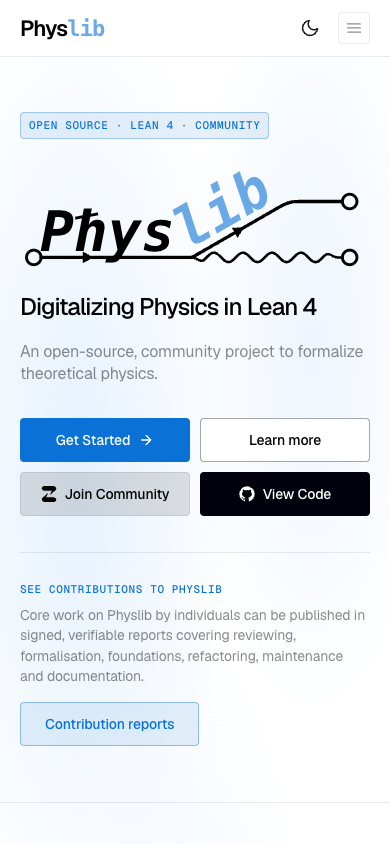 Physlib
OPEN SOURCE · LEAN 4 · COMMUNITY
Physlib
Digitalizing Physics in Lean 4
An open-source, community project to formalize
theoretical physics.
Get Started →
Learn more
Join Community
View Code
SEE CONTRIBUTIONS TO PHYSLIB
Core work on Physlib by individuals can be published in
signed, verifiable reports covering reviewing,
formalisation, foundations, refactoring, maintenance
and documentation.
Contribution reports